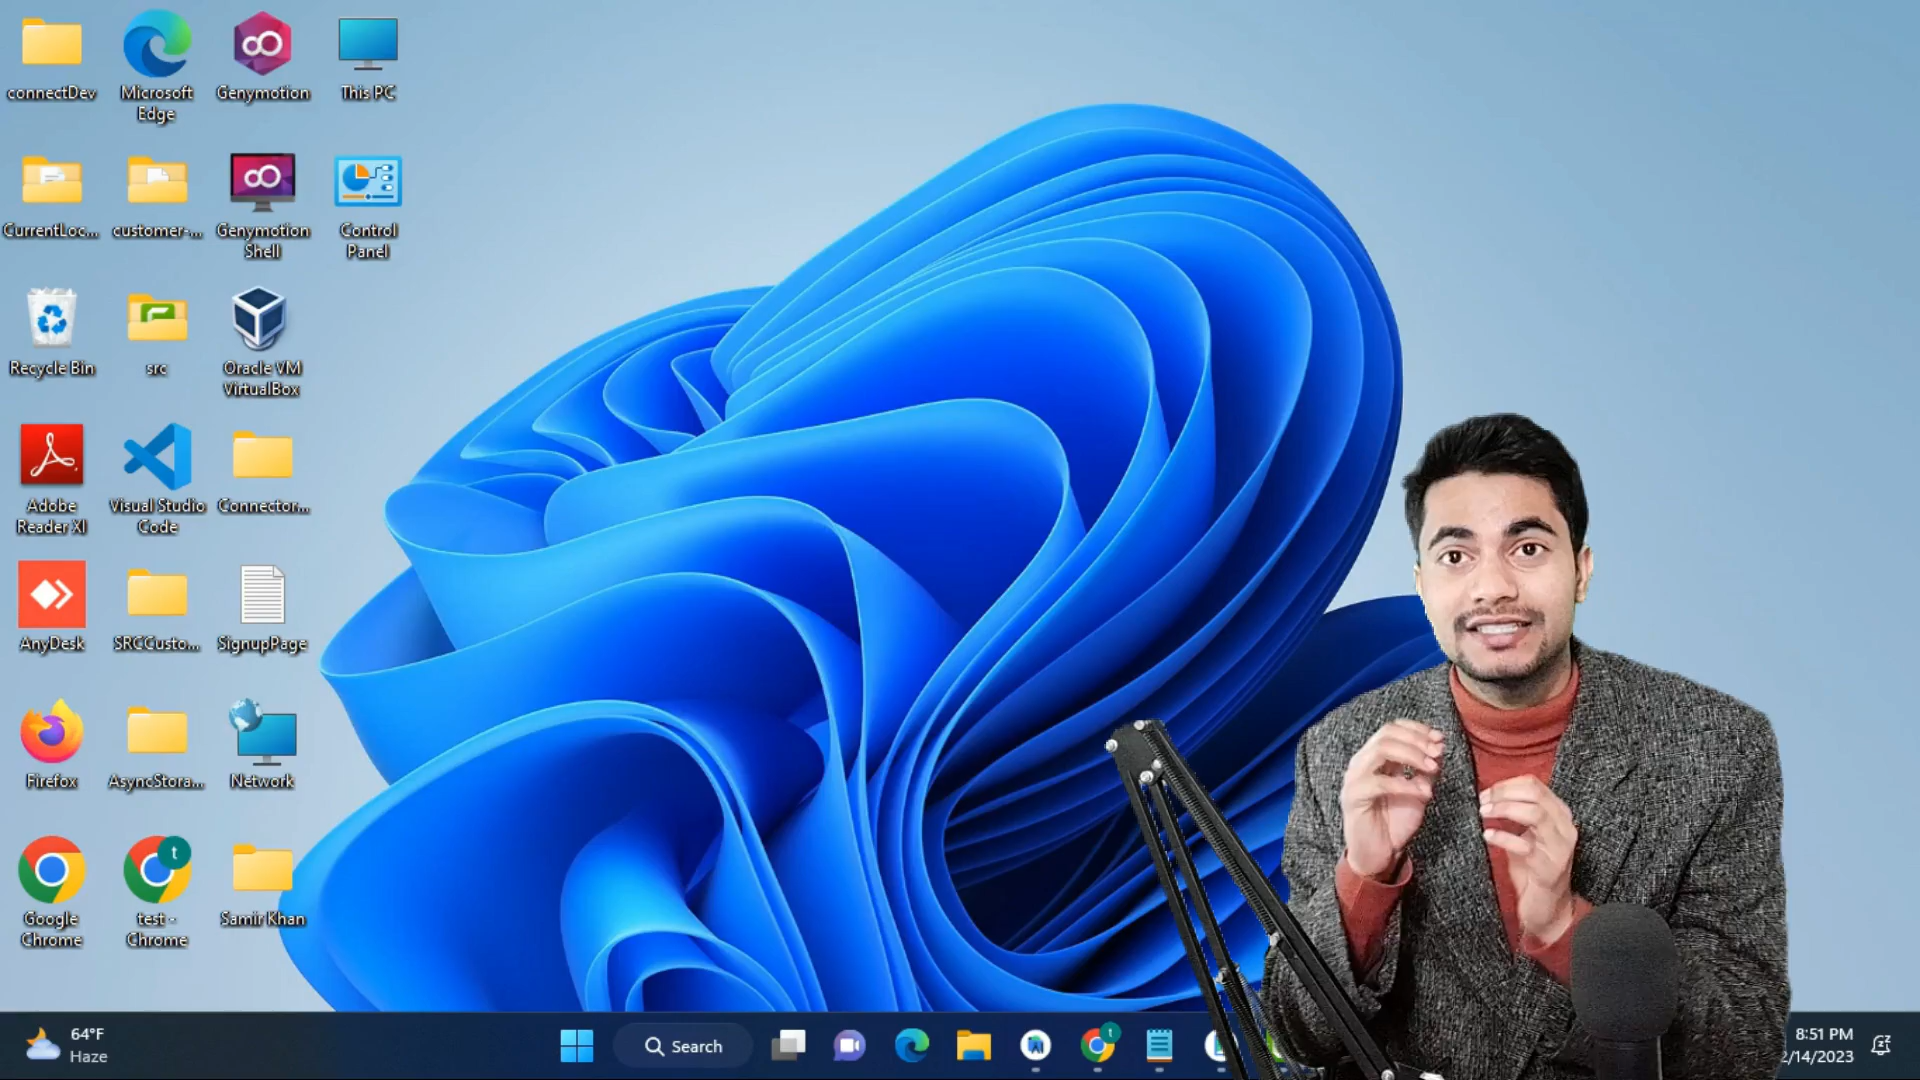 connectDev
Microsoft
Edge
Genymotion
This PC
CurrentLoc...
customer-...
Genymotion
Shell
Control
Panel
Recycle Bin
src
Oracle VM
VirtualBox
Adobe
Reader XI
Visual Studio
Code
Connector...
AnyDesk
SRCCusto...
SignupPage
Firefox
AsyncStora...
Network
t
Google
Chrome
test -
Chrome
Samir Khan
64°F
Haze
Search
t
8:51 PM
2/14/2023